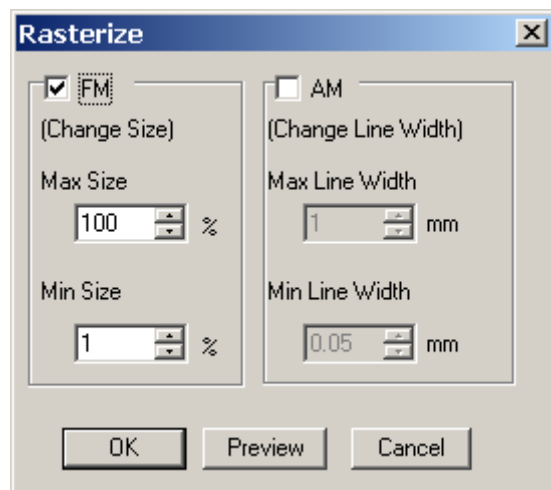 Rasterize
FM
(Change Size)
Max Size
100 %
Min Size
1 %
AM
(Change Line Width)
Max Line Width
1 mm
Min Line Width
0.05 mm
OK
Preview
Cancel